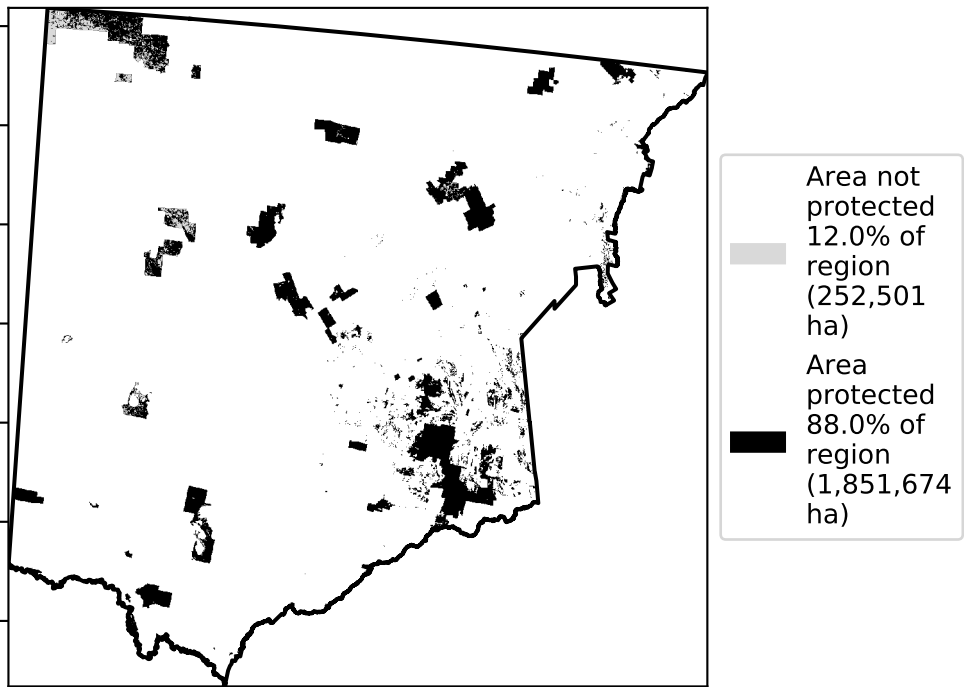 Area not
protected
12.0% of
region
(252,501
ha)
Area
protected
88.0% of
region
(1,851,674
ha)